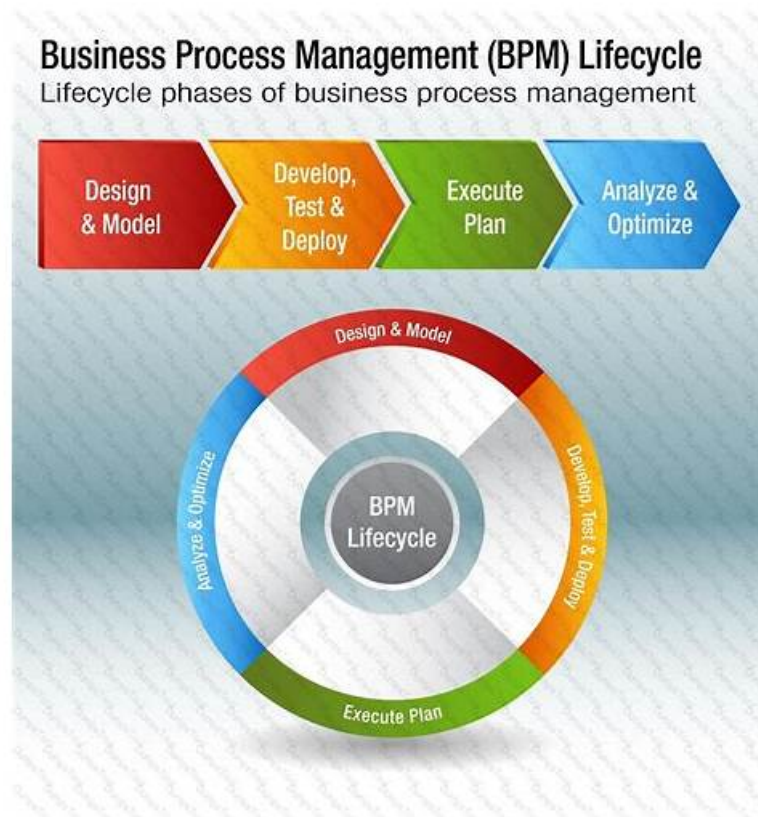 Business Process Management (BPM) Lifecycle
Lifecycle phases of business process management
Design
& Model
Develop,
Test &
Deploy
Execute
Plan
Analyze &
Optimize
Design & Model
Analyze & Optimize
BPM
Lifecycle
Develop, Test & Deploy
Execute Plan